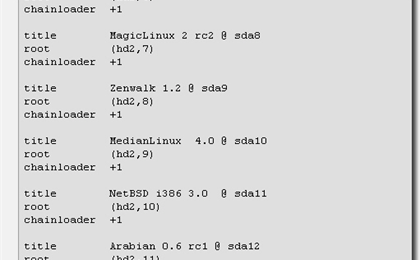 chainloader +1
title MagicLinux 2 rc2 @ sda8
root (hd2,7)
chainloader +1
title Zenwalk 1.2 @ sda9
root (hd2,8)
chainloader +1
title MedianLinux 4.0 @ sda10
root (hd2,9)
chainloader +1
title NetBSD i386 3.0 @ sda11
root (hd2,10)
chainloader +1
title Arabian 0.6 rc1 @ sda12
root (hd2,11)